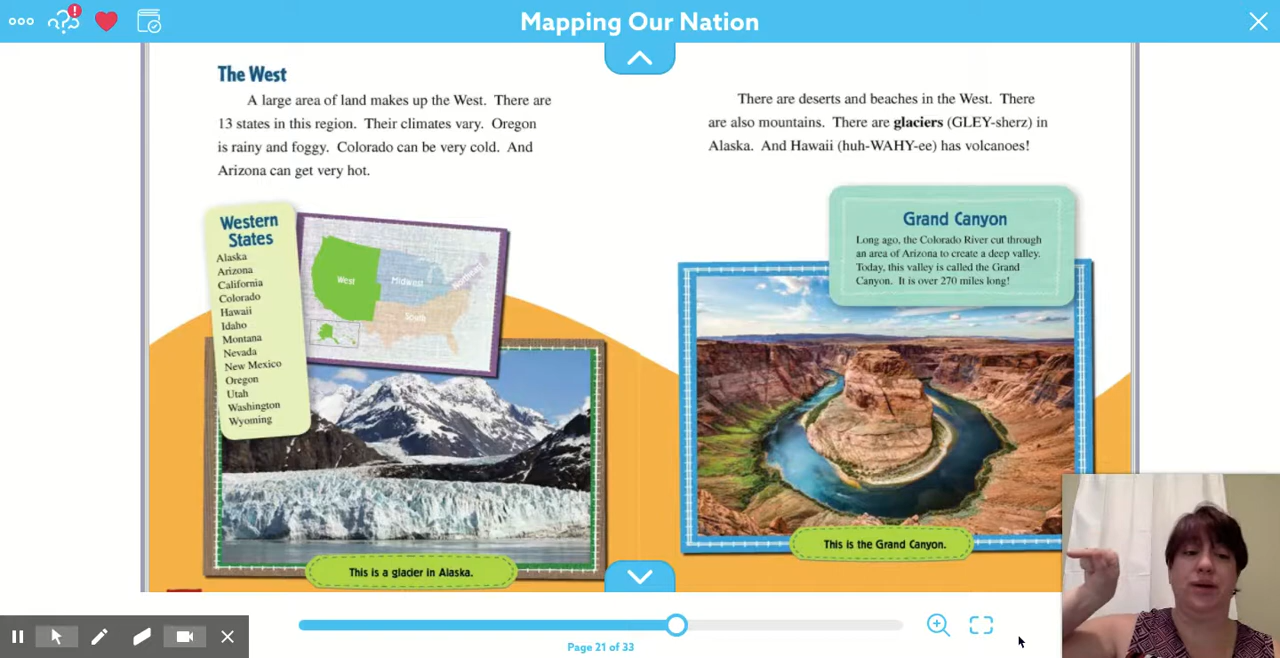 Mapping Our Nation
The West
A large area of land makes up the West. There are
13 states in this region. Their climates vary. Oregon
is rainy and foggy. Colorado can be very cold. And
Arizona can get very hot.
Western
States
Alaska
Arizona
California
Colorado
Hawaii
Idaho
Montana
Nevada
New Mexico
Oregon
Utah
Washington
Wyoming
West
Midwest
Northeast
South
This is a glacier in Alaska.
There are deserts and beaches in the West. There
are also mountains. There are glaciers (GLEY-sherz) in
Alaska. And Hawaii (huh-WAHY-ee) has volcanoes!
Grand Canyon
Long ago, the Colorado River cut through
an area of Arizona to create a deep valley.
Today, this valley is called the Grand
Canyon. It is over 270 miles long!
This is the Grand Canyon.
Page 21 of 33